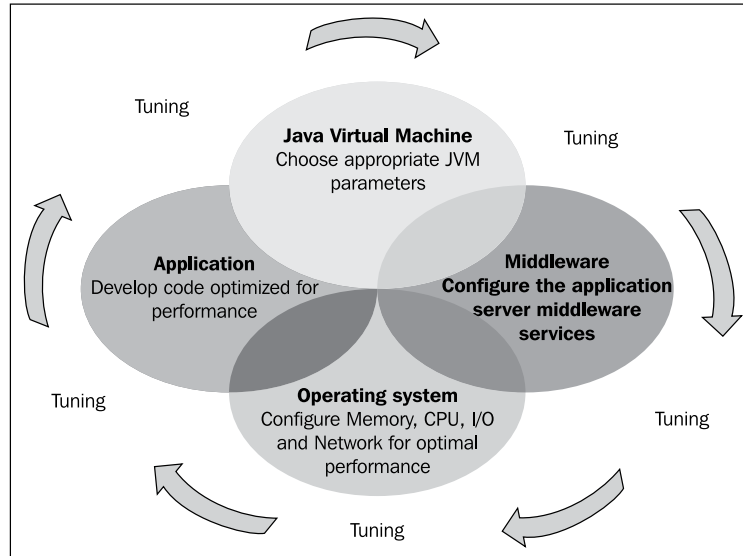 Tuning
Java Virtual Machine
Choose appropriate JVM
parameters
Tuning
Application
Develop code optimized for
performance
Middleware
Configure the application
server middleware
services
Tuning
Operating system
Configure Memory, CPU, I/O
and Network for optimal
performance
Tuning
Tuning